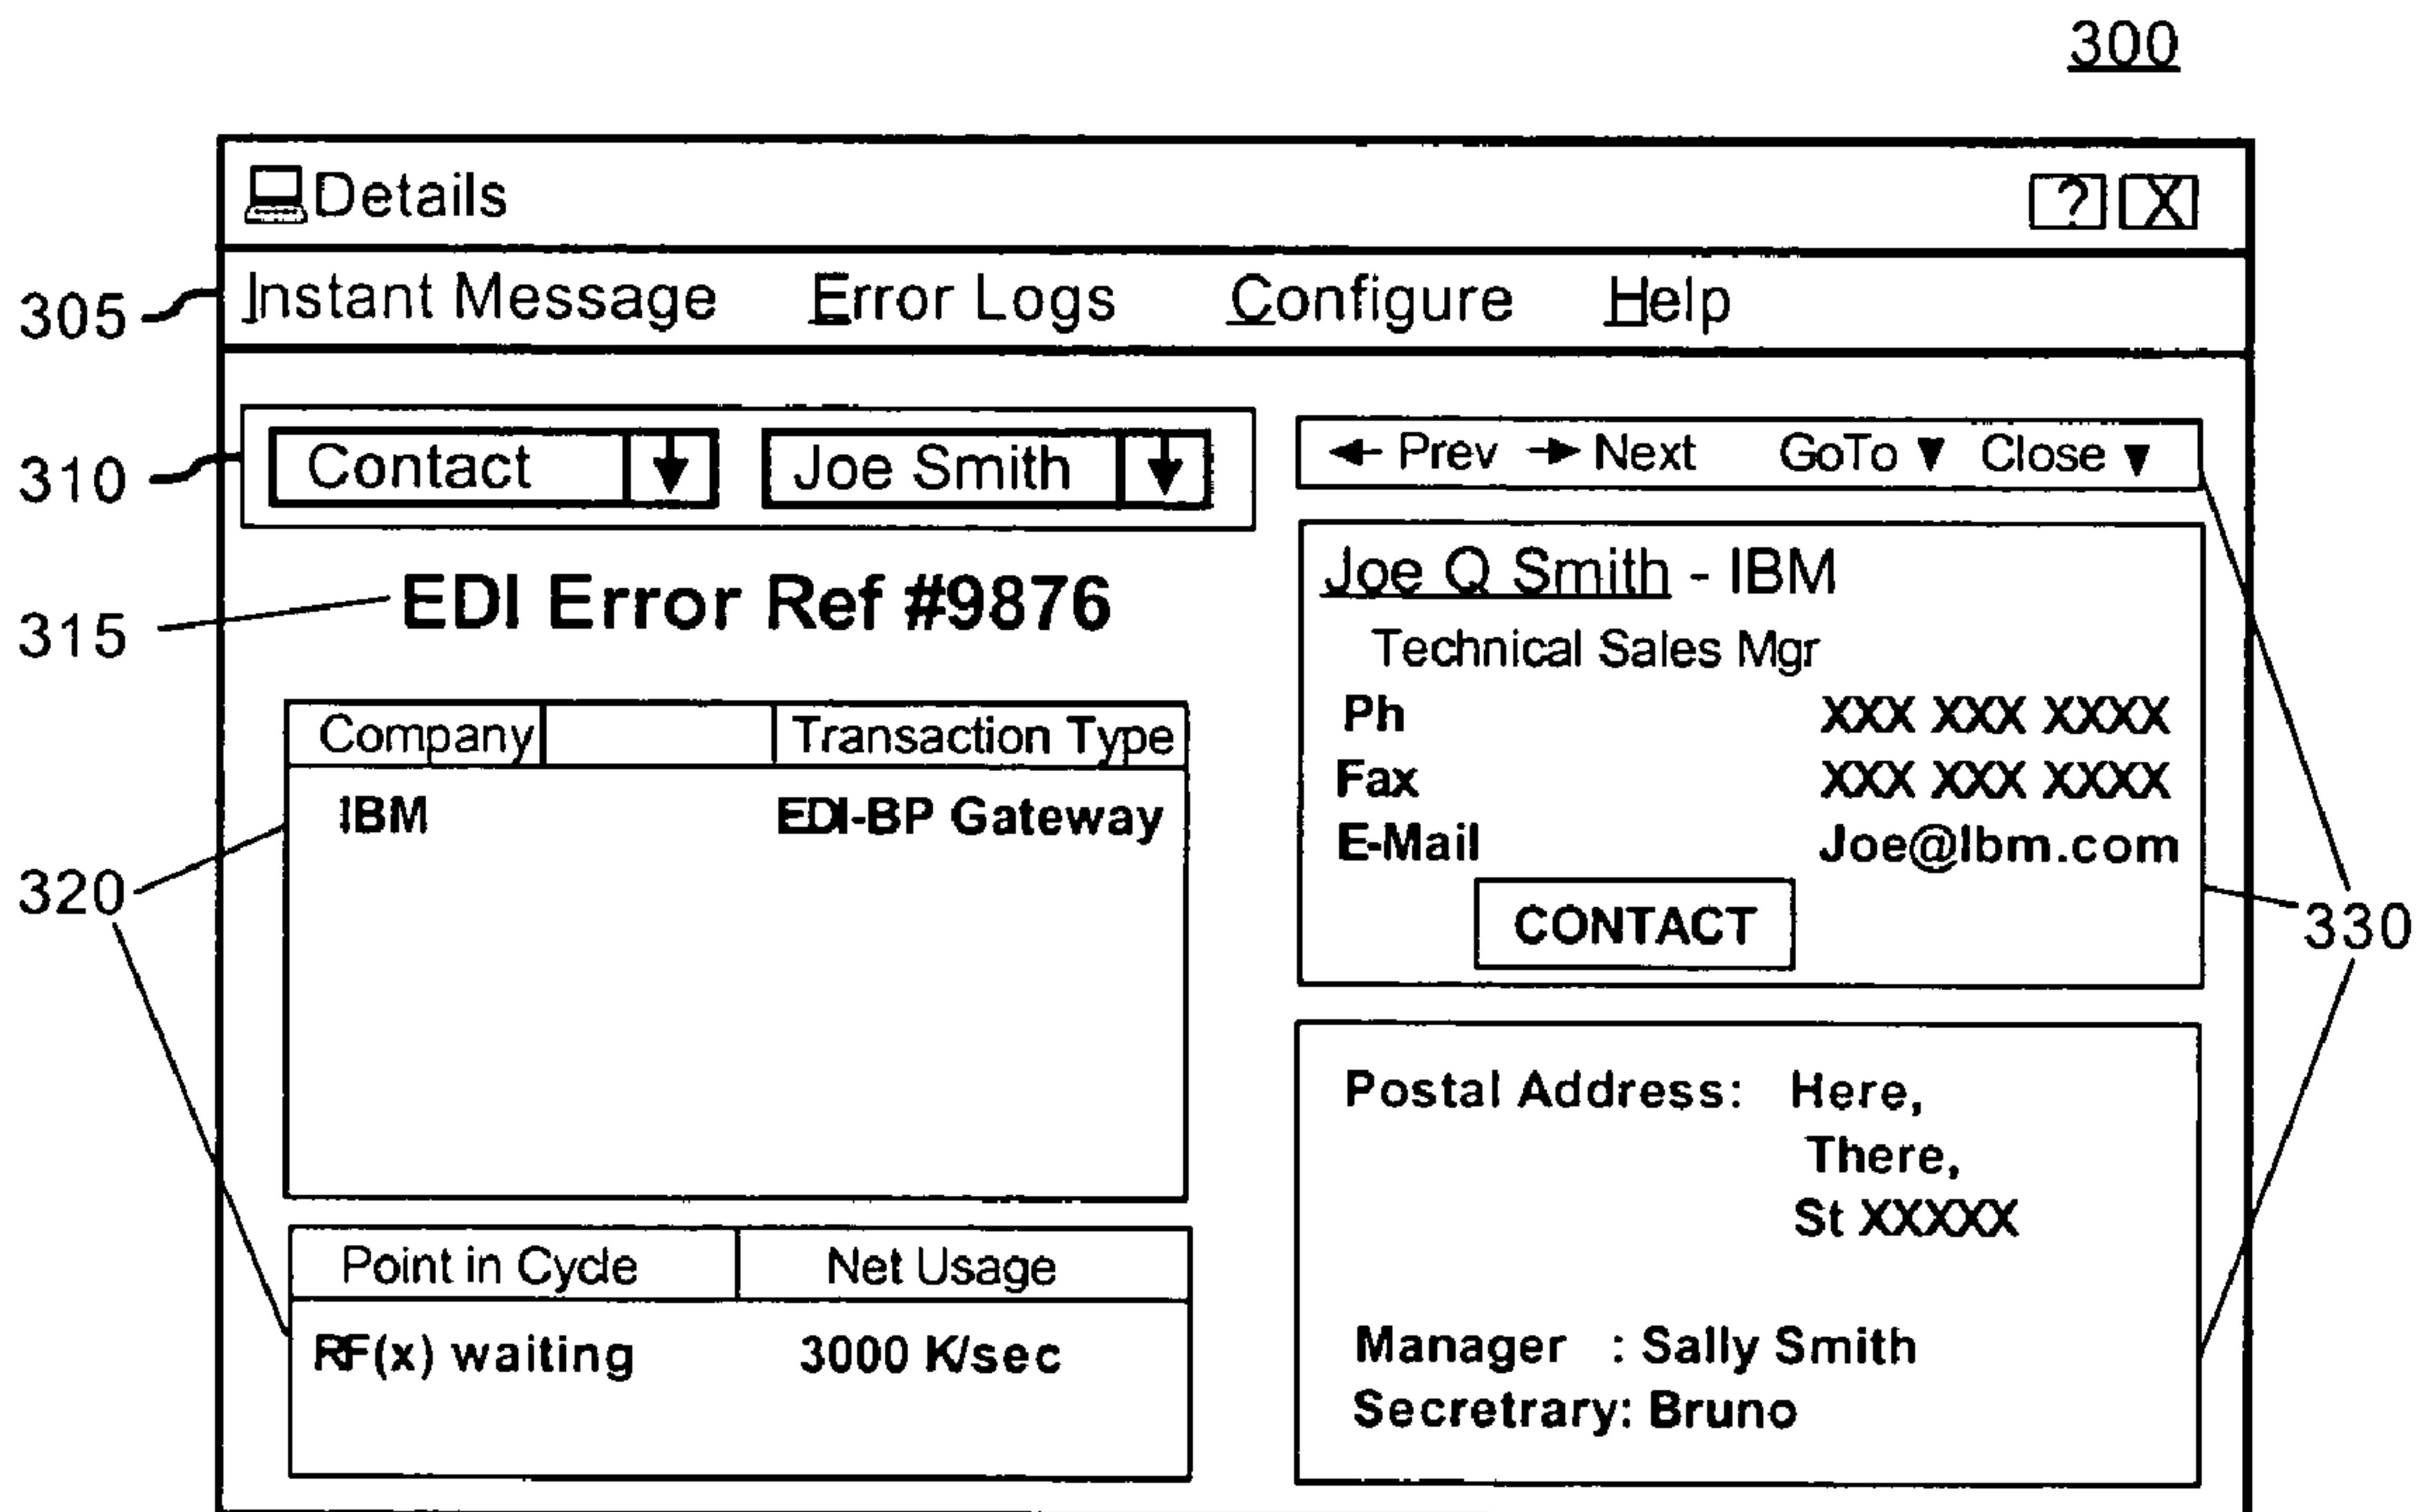 300
Details ? X
305
Instant Message Error Logs Configure Help
310
Contact Joe Smith
315
EDI Error Ref #9876
Company Transaction Type
IBM EDI-BP Gateway
320
Point in Cycle Net Usage
RF(x) waiting 3000 K/sec
Prev Next GoTo Close
Joe Q Smith - IBM
Technical Sales Mgr
Ph XXX XXX XXXX
Fax XXX XXX XXXX
E-Mail Joe@Ibm.com
CONTACT
330
Postal Address: Here,
There,
St XXXXX
Manager : Sally Smith
Secretrary: Bruno